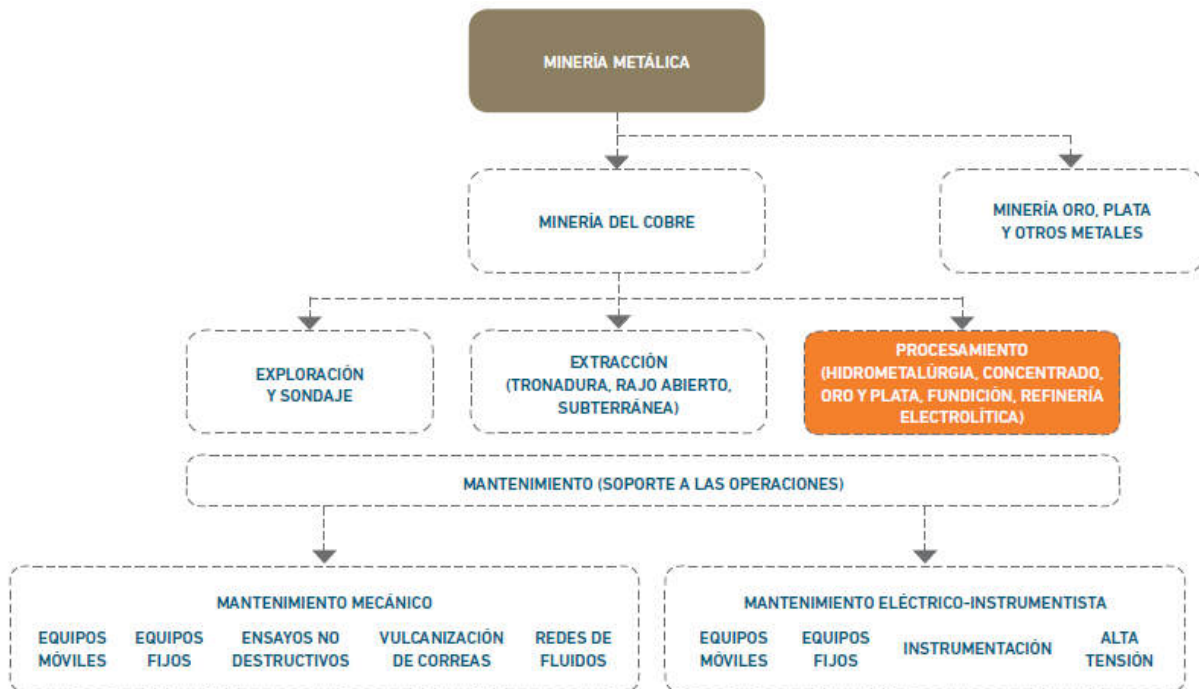 MINERÍA METÁLICA
MINERÍA DEL COBRE
MINERÍA ORO, PLATA
Y OTROS METALES
EXPLORACIÓN
Y SONDAJE
EXTRACCIÓN
(TRONADURA, RAJO ABIERTO,
SUBTERRÁNEA)
PROCESAMIENTO
(HIDROMETALÚRGIA, CONCENTRADO,
ORO Y PLATA, FUNDICIÓN, REFINERÍA
ELECTROLÍTICA)
MANTENIMIENTO (SOPORTE A LAS OPERACIONES)
MANTENIMIENTO MECÁNICO
EQUIPOS
MÓVILES
EQUIPOS
FIJOS
ENSAYOS NO
DESTRUCTIVOS
VULCANIZACIÓN
DE CORREAS
REDES DE
FLUIDOS
MANTENIMIENTO ELÉCTRICO-INSTRUMENTISTA
EQUIPOS
MÓVILES
EQUIPOS
FIJOS
INSTRUMENTACIÓN
ALTA
TENSIÓN